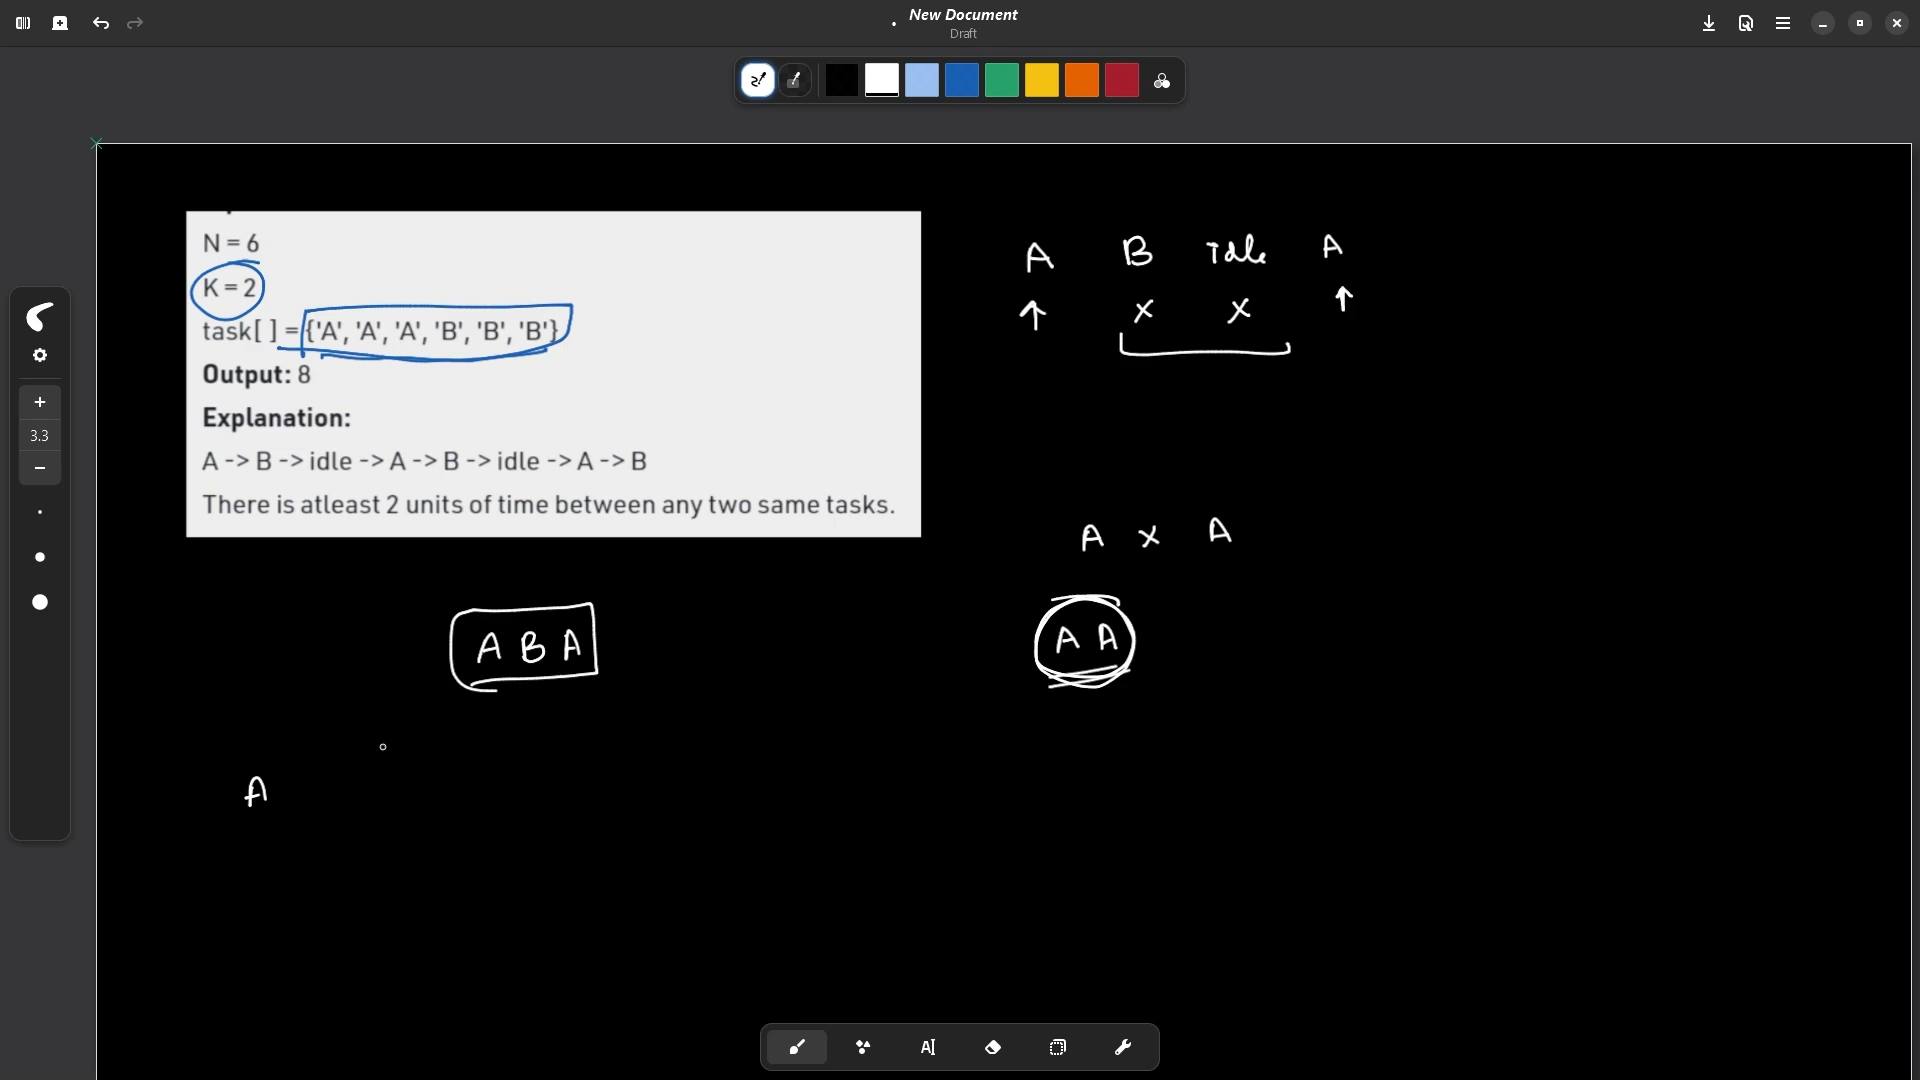 New Document
Draft
N = 6
K = 2
task[ ] = {'A', 'A', 'A', 'B', 'B', 'B'}
Output: 8
Explanation:
A -> B -> idle -> A -> B -> idle -> A -> B
There is atleast 2 units of time between any two same tasks.
A B Idle A
x x
A x A
A B A
A A
A
3.3